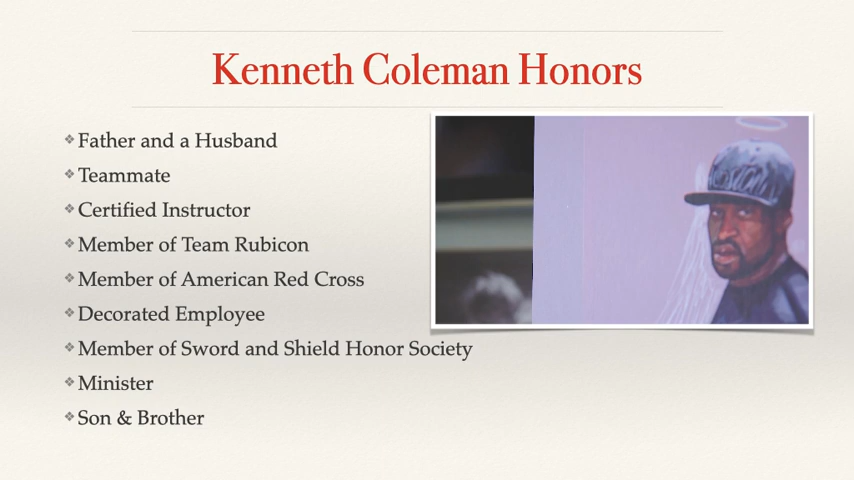 Kenneth Coleman Honors
Father and a Husband
Teammate
Certified Instructor
Member of Team Rubicon
Member of American Red Cross
Decorated Employee
Member of Sword and Shield Honor Society
Minister
Son & Brother